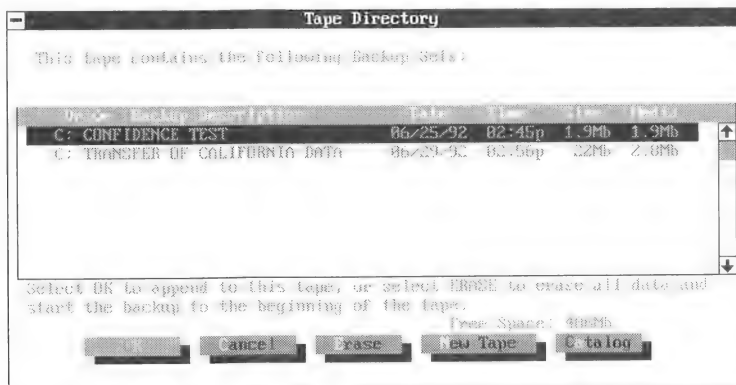 Tape Directory
This tape contains the following Backup Sets:
Drive Backup Description Date Time Size Media
C: CONFIDENCE TEST 06/25/92 02:45p 1.9Mb 1.9Mb
C: TRANSFER OF CALIFORNIA DATA 06/29/92 02:56p 22Mb 2.8Mb
Select OK to append to this tape, or select ERASE to erase all data and
start the backup to the beginning of the tape.
Free Space: 406Mb
OK Cancel Erase New Tape Catalog